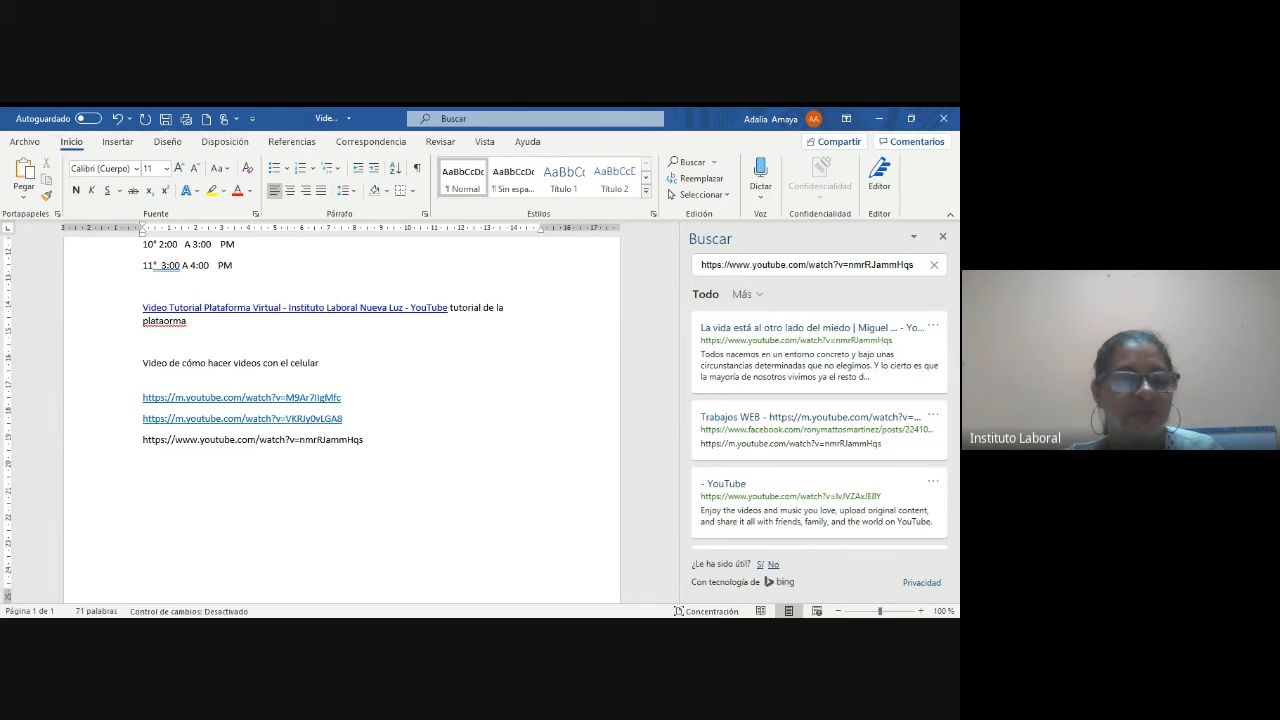 Autoguardado
Vide...
Buscar
Adalia Amaya
AA
Archivo
Inicio
Insertar
Diseño
Disposición
Referencias
Correspondencia
Revisar
Vista
Ayuda
Compartir
Comentarios
Pegar
Calibri (Cuerpo)
11
AaBbCcDc
AaBbCcDc
AaBbCc
AaBbCcD
¶ Normal
¶ Sin espa...
Título 1
Título 2
Buscar
Reemplazar
Seleccionar
Dictar
Confidencialidad
Editor
Portapapeles
Fuente
Párrafo
Estilos
Edición
Voz
Confidencialidad
Editor
10° 2:00 A 3:00 PM
11° 3:00 A 4:00 PM
Video Tutorial Plataforma Virtual - Instituto Laboral Nueva Luz - YouTube tutorial de la
plataorma
Video de cómo hacer videos con el celular
https://m.youtube.com/watch?v=M9Ar7IIgMfc
https://m.youtube.com/watch?v=VKRJy0vLGA8
https://www.youtube.com/watch?v=nmrRJammHqs
Buscar
https://www.youtube.com/watch?v=nmrRJammHqs
Todo
Más
La vida está al otro lado del miedo | Miguel ... - Yo...
https://www.youtube.com/watch?v=nmrRJammHqs
Todos nacemos en un entorno concreto y bajo unas
circunstancias determinadas que no elegimos. Y lo cierto es que
la mayoría de nosotros vivimos ya el resto d...
Trabajos WEB - https://m.youtube.com/watch?v=...
https://www.facebook.com/ronymattosmartinez/posts/22410...
https://m.youtube.com/watch?v=nmrRJammHqs
- YouTube
https://www.youtube.com/watch?v=IvJVZAxJE8Y
Enjoy the videos and music you love, upload original content,
and share it all with friends, family, and the world on YouTube.
¿Le ha sido útil? Sí No
Con tecnología de bing
Privacidad
Página 1 de 1
71 palabras
Control de cambios: Desactivado
Concentración
100 %
Instituto Laboral